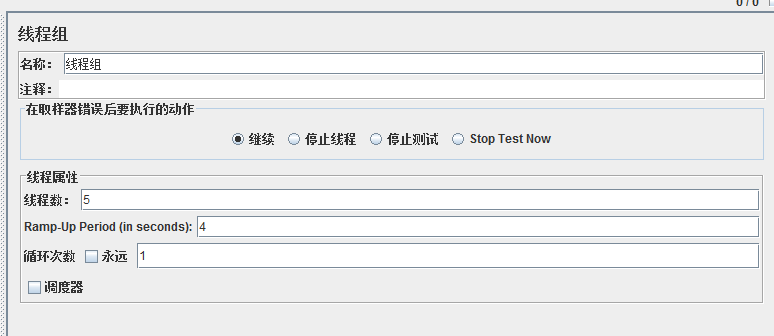 0 / 0
线程组
名称： 线程组
注释：
在取样器错误后要执行的动作
继续 停止线程 停止测试 Stop Test Now
线程属性
线程数： 5
Ramp-Up Period (in seconds): 4
循环次数 永远 1
调度器